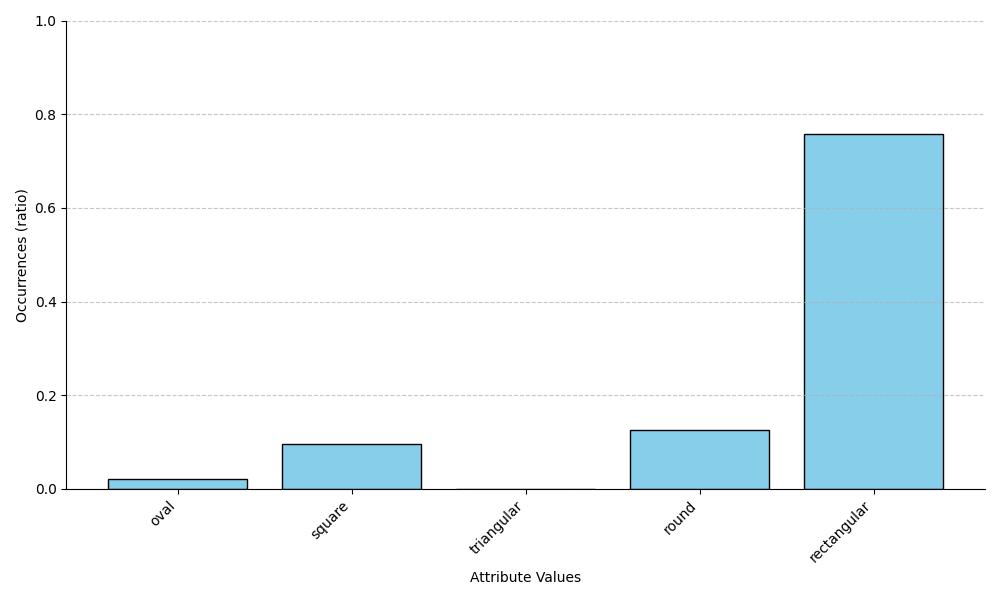 1.0
0.8
0.6
0.4
0.2
0.0
Occurrences (ratio)
oval
square
triangular
round
rectangular
Attribute Values